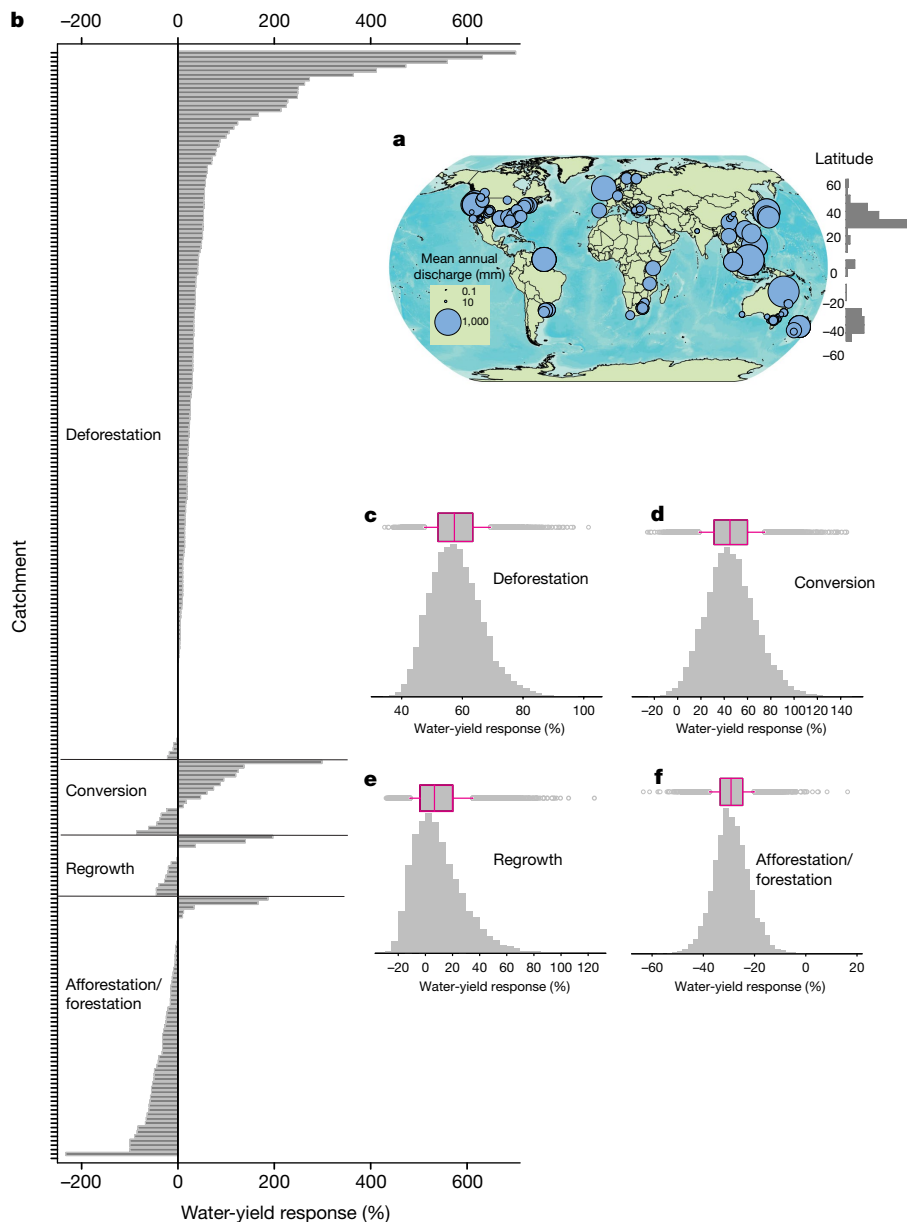 b
−200 0 200 400 600
a
Latitude
60
40
20
0
−20
−40
−60
Mean annual
discharge (mm)
0.1
10
1,000
Catchment
Deforestation
Conversion
Regrowth
Afforestation/
forestation
−200 0 200 400 600
Water-yield response (%)
c
Deforestation
40 60 80 100
Water-yield response (%)
d
Conversion
−20 0 20 40 60 80 100 120 140
Water-yield response (%)
e
Regrowth
−20 0 20 40 60 80 100 120
Water-yield response (%)
f
Afforestation/
forestation
−60 −40 −20 0 20
Water-yield response (%)